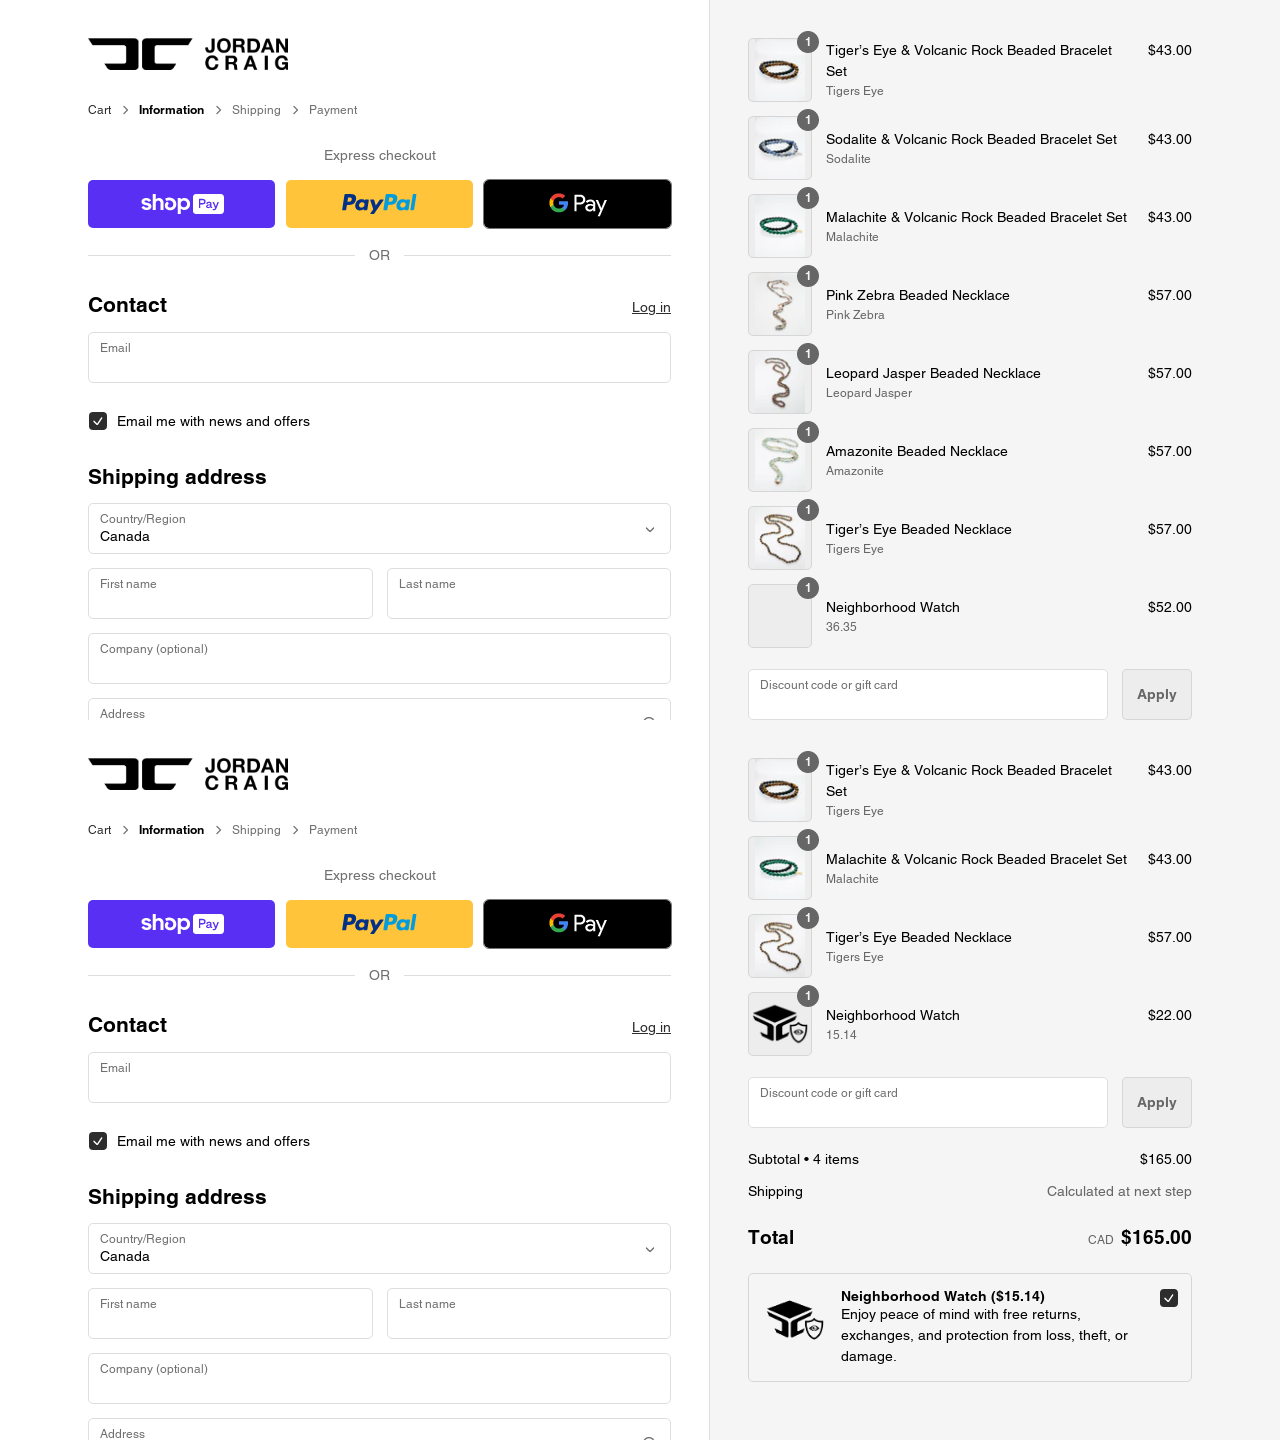 JORDAN
CRAIG
Cart > Information > Shipping > Payment
Express checkout
shop Pay
PayPal
G Pay
OR
Contact
Log in
Email
Email me with news and offers
Shipping address
Country/Region
Canada
First name
Last name
Company (optional)
Address
1
Tiger’s Eye & Volcanic Rock Beaded Bracelet
Set
$43.00
Tigers Eye
1
Sodalite & Volcanic Rock Beaded Bracelet Set
$43.00
Sodalite
1
Malachite & Volcanic Rock Beaded Bracelet Set
$43.00
Malachite
1
Pink Zebra Beaded Necklace
$57.00
Pink Zebra
1
Leopard Jasper Beaded Necklace
$57.00
Leopard Jasper
1
Amazonite Beaded Necklace
$57.00
Amazonite
1
Tiger’s Eye Beaded Necklace
$57.00
Tigers Eye
1
Neighborhood Watch
$52.00
36.35
Discount code or gift card
Apply
JORDAN
CRAIG
Cart > Information > Shipping > Payment
Express checkout
shop Pay
PayPal
G Pay
OR
Contact
Log in
Email
Email me with news and offers
Shipping address
Country/Region
Canada
First name
Last name
Company (optional)
Address
1
Tiger’s Eye & Volcanic Rock Beaded Bracelet
Set
$43.00
Tigers Eye
1
Malachite & Volcanic Rock Beaded Bracelet Set
$43.00
Malachite
1
Tiger’s Eye Beaded Necklace
$57.00
Tigers Eye
1
Neighborhood Watch
$22.00
15.14
Discount code or gift card
Apply
Subtotal • 4 items
$165.00
Shipping
Calculated at next step
Total
CAD $165.00
Neighborhood Watch ($15.14)
Enjoy peace of mind with free returns,
exchanges, and protection from loss, theft, or
damage.